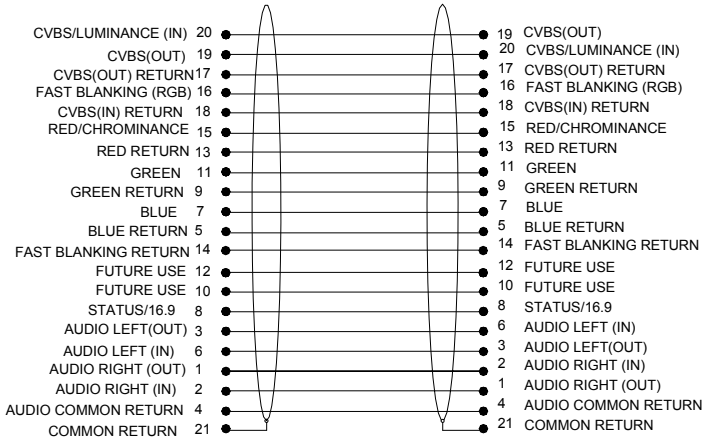 CVBS/LUMINANCE (IN) 20 19 CVBS(OUT)
CVBS(OUT) 19 20 CVBS/LUMINANCE (IN)
CVBS(OUT) RETURN 17 17 CVBS(OUT) RETURN
FAST BLANKING (RGB) 16 16 FAST BLANKING (RGB)
CVBS(IN) RETURN 18 18 CVBS(IN) RETURN
RED/CHROMINANCE 15 15 RED/CHROMINANCE
RED RETURN 13 13 RED RETURN
GREEN 11 11 GREEN
GREEN RETURN 9 9 GREEN RETURN
BLUE 7 7 BLUE
BLUE RETURN 5 5 BLUE RETURN
FAST BLANKING RETURN 14 14 FAST BLANKING RETURN
FUTURE USE 12 12 FUTURE USE
FUTURE USE 10 10 FUTURE USE
STATUS/16.9 8 8 STATUS/16.9
AUDIO LEFT(OUT) 3 6 AUDIO LEFT (IN)
AUDIO LEFT (IN) 6 3 AUDIO LEFT(OUT)
AUDIO RIGHT (OUT) 1 2 AUDIO RIGHT (IN)
AUDIO RIGHT (IN) 2 1 AUDIO RIGHT (OUT)
AUDIO COMMON RETURN 4 4 AUDIO COMMON RETURN
COMMON RETURN 21 21 COMMON RETURN